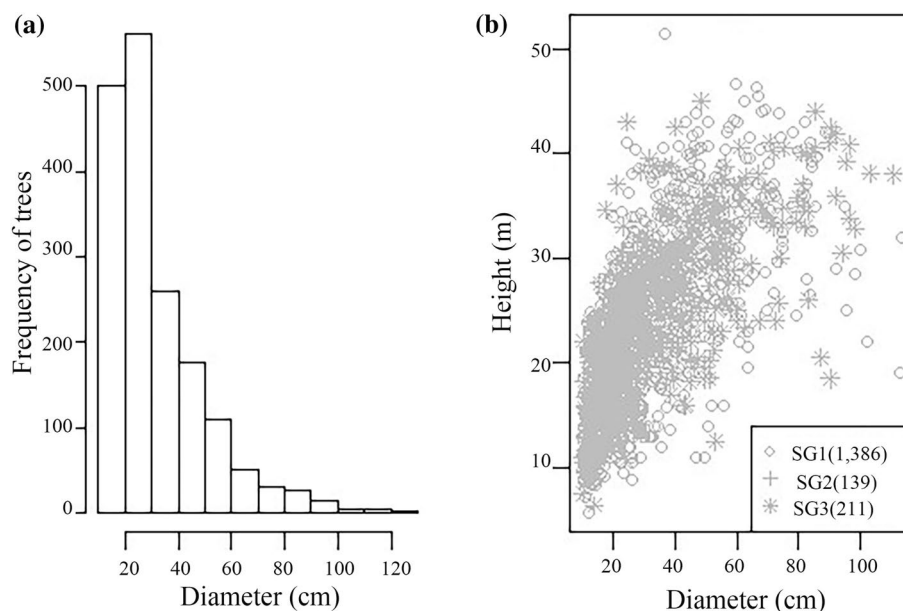 (a)
500
400
300
200
100
0
Frequency of trees
20 40 60 80 100 120
Diameter (cm)
(b)
50
40
30
20
10
Height (m)
SG1(1,386)
SG2(139)
SG3(211)
20 40 60 80 100
Diameter (cm)